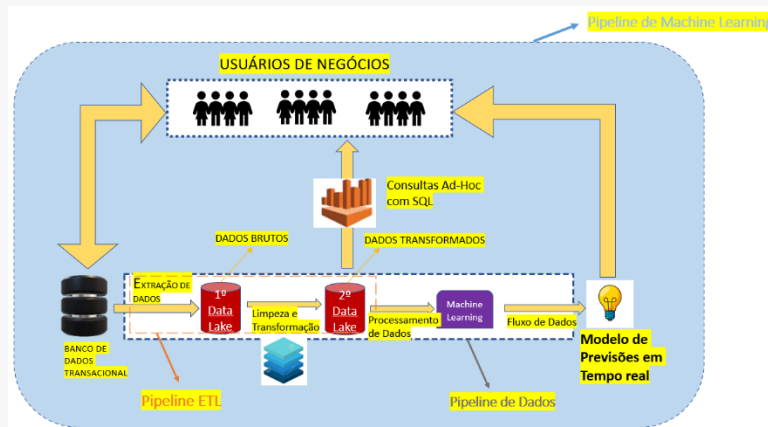 Pipeline de Machine Learning
USUÁRIOS DE NEGÓCIOS
Consultas Ad-Hoc
com SQL
DADOS BRUTOS
DADOS TRANSFORMADOS
EXTRAÇÃO DE
DADOS
1º
Data
Lake
Limpeza e
Transformação
2º
Data
Lake
Processamento
de Dados
Machine
Learning
Fluxo de Dados
BANCO DE
DADOS
TRANSACIONAL
Modelo de
Previsões em
Tempo real
Pipeline ETL
Pipeline de Dados